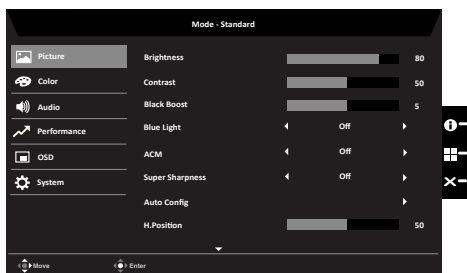 Mode - Standard
Picture
Color
Audio
Performance
OSD
System
Brightness 80
Contrast 50
Black Boost 5
Blue Light Off
ACM Off
Super Sharpness Off
Auto Config
H.Position 50
Move Enter